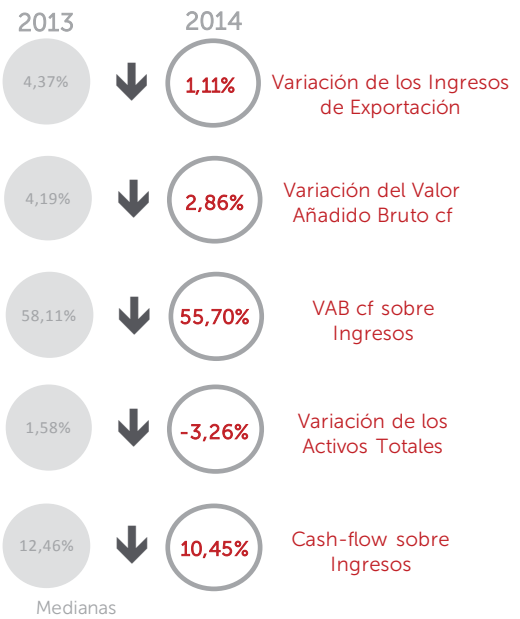 2013 2014
4,37% 1,11% Variación de los Ingresos
de Exportación
4,19% 2,86% Variación del Valor
Añadido Bruto cf
58,11% 55,70% VAB cf sobre
Ingresos
1,58% -3,26% Variación de los
Activos Totales
12,46% 10,45% Cash-flow sobre
Ingresos
Medianas